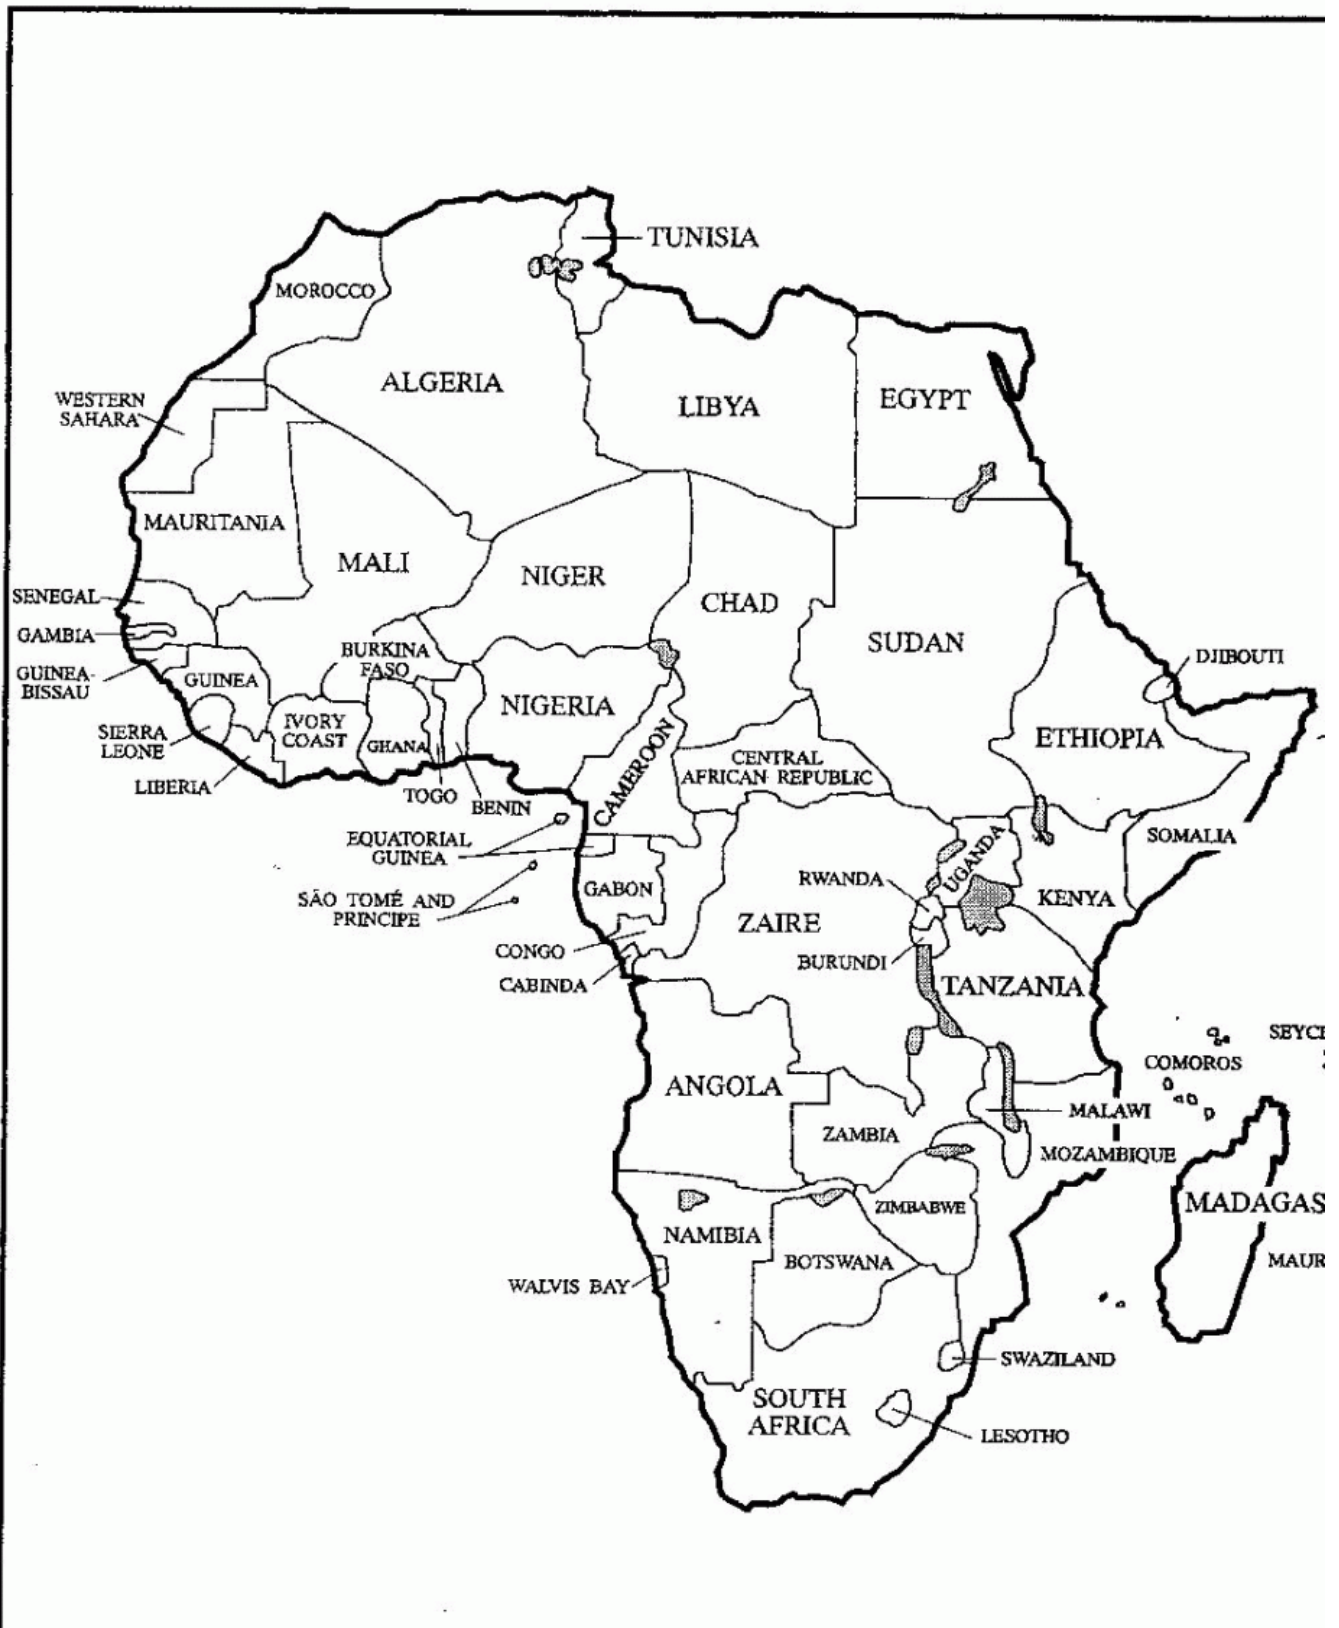 TUNISIA
MOROCCO
ALGERIA
LIBYA
EGYPT
WESTERN
SAHARA
MAURITANIA
MALI
NIGER
CHAD
SUDAN
SENEGAL
GAMBIA
GUINEA-
BISSAU
GUINEA
BURKINA
FASO
NIGERIA
DJIBOUTI
SIERRA
LEONE
IVORY
COAST
GHANA
LIBERIA
TOGO
BENIN
CAMEROON
CENTRAL
AFRICAN REPUBLIC
ETHIOPIA
SOMALIA
EQUATORIAL
GUINEA
UGANDA
KENYA
GABON
RWANDA
SÃO TOMÉ AND
PRINCIPE
ZAIRE
CONGO
BURUNDI
CABINDA
TANZANIA
SEYCE
COMOROS
ANGOLA
MALAWI
ZAMBIA
MOZAMBIQUE
MADAGAS
ZIMBABWE
NAMIBIA
BOTSWANA
MAUR
WALVIS BAY
SWAZILAND
SOUTH
AFRICA
LESOTHO